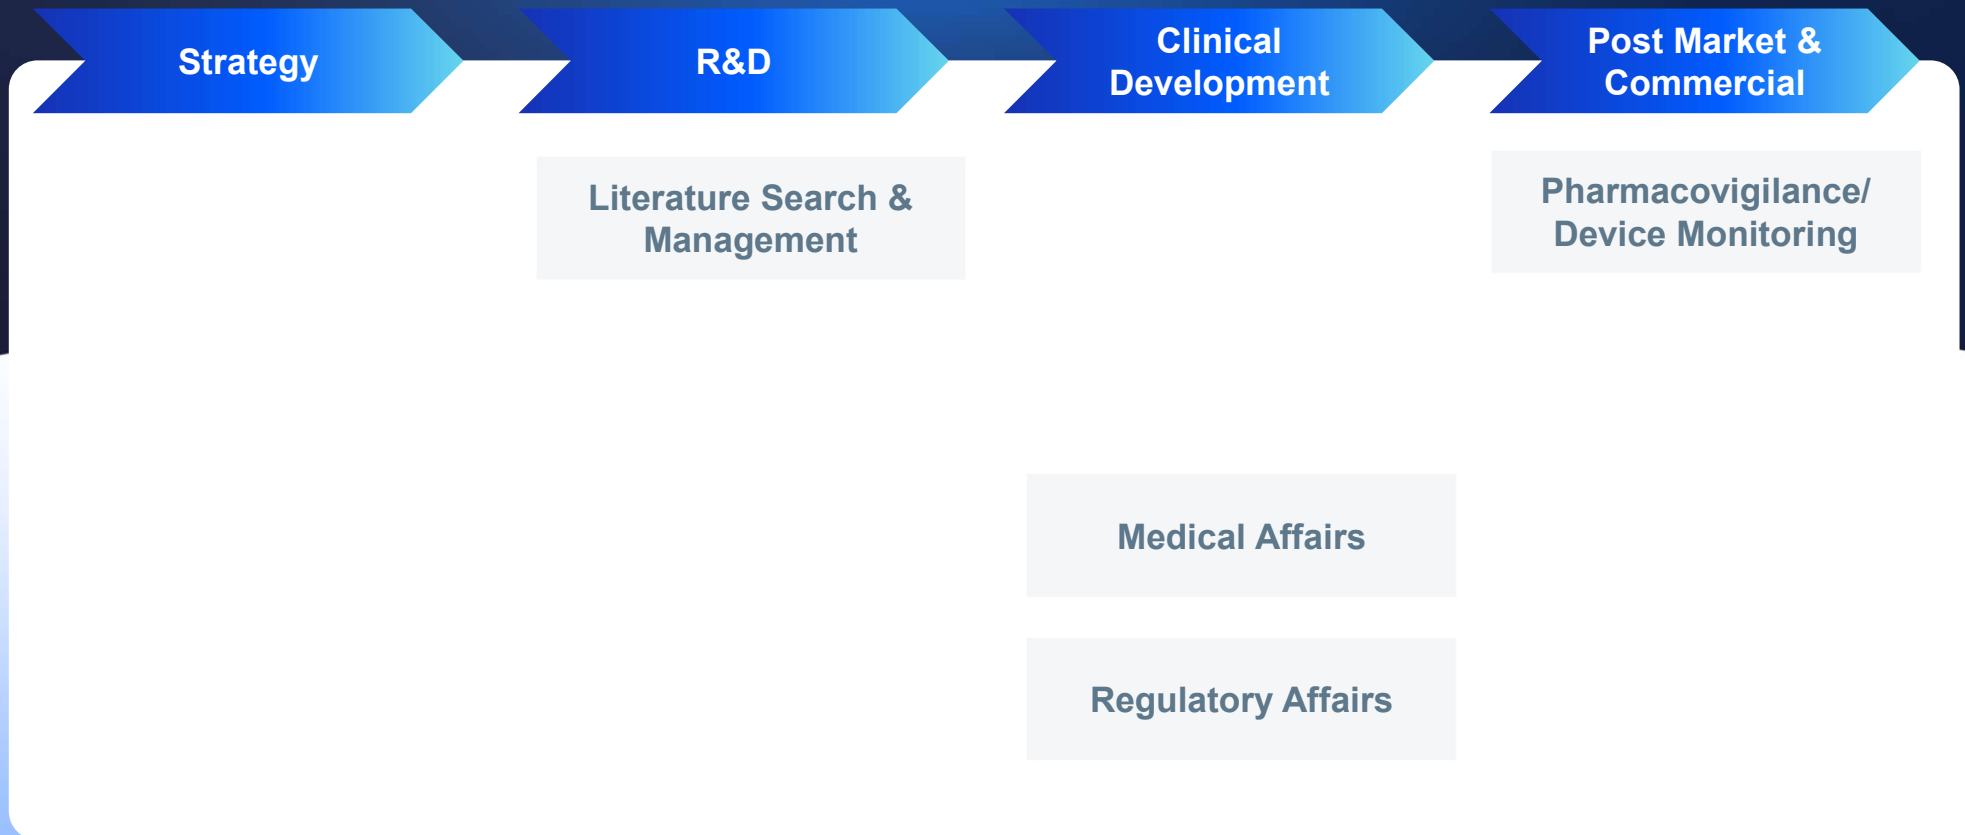 Strategy
R&D
Clinical
Development
Post Market &
Commercial
Literature Search &
Management
Pharmacovigilance/
Device Monitoring
Medical Affairs
Regulatory Affairs